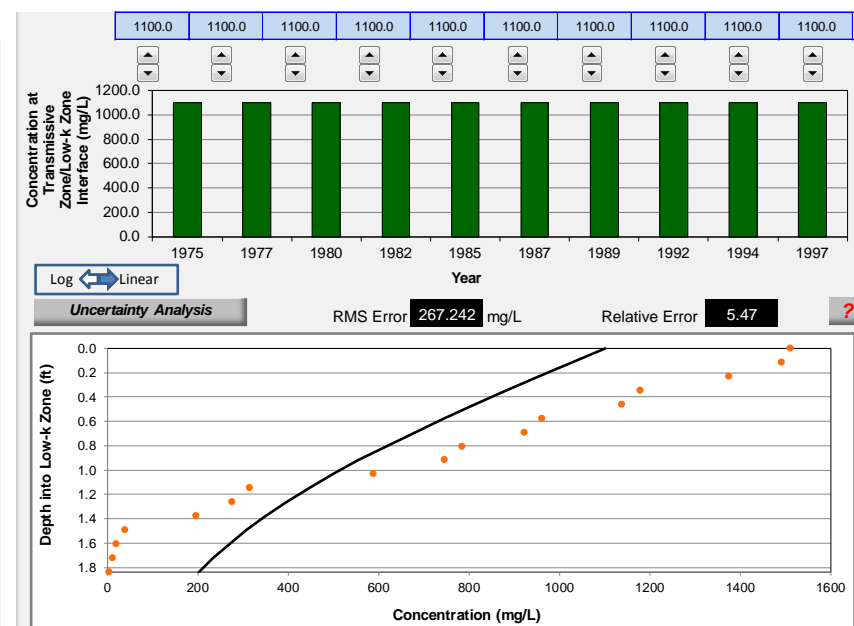 1100.0 1100.0 1100.0 1100.0 1100.0 1100.0 1100.0 1100.0 1100.0 1100.0
Concentration at
Transmissive
Zone/Low-k Zone
Interface (mg/L)
1200.0
1000.0
800.0
600.0
400.0
200.0
0.0
1975 1977 1980 1982 1985 1987 1989 1992 1994 1997
Year
Log Linear
Uncertainty Analysis
RMS Error 267.242 mg/L
Relative Error 5.47
?
Depth into Low-k Zone (ft)
0.0
0.2
0.4
0.6
0.8
1.0
1.2
1.4
1.6
1.8
0 200 400 600 800 1000 1200 1400 1600
Concentration (mg/L)